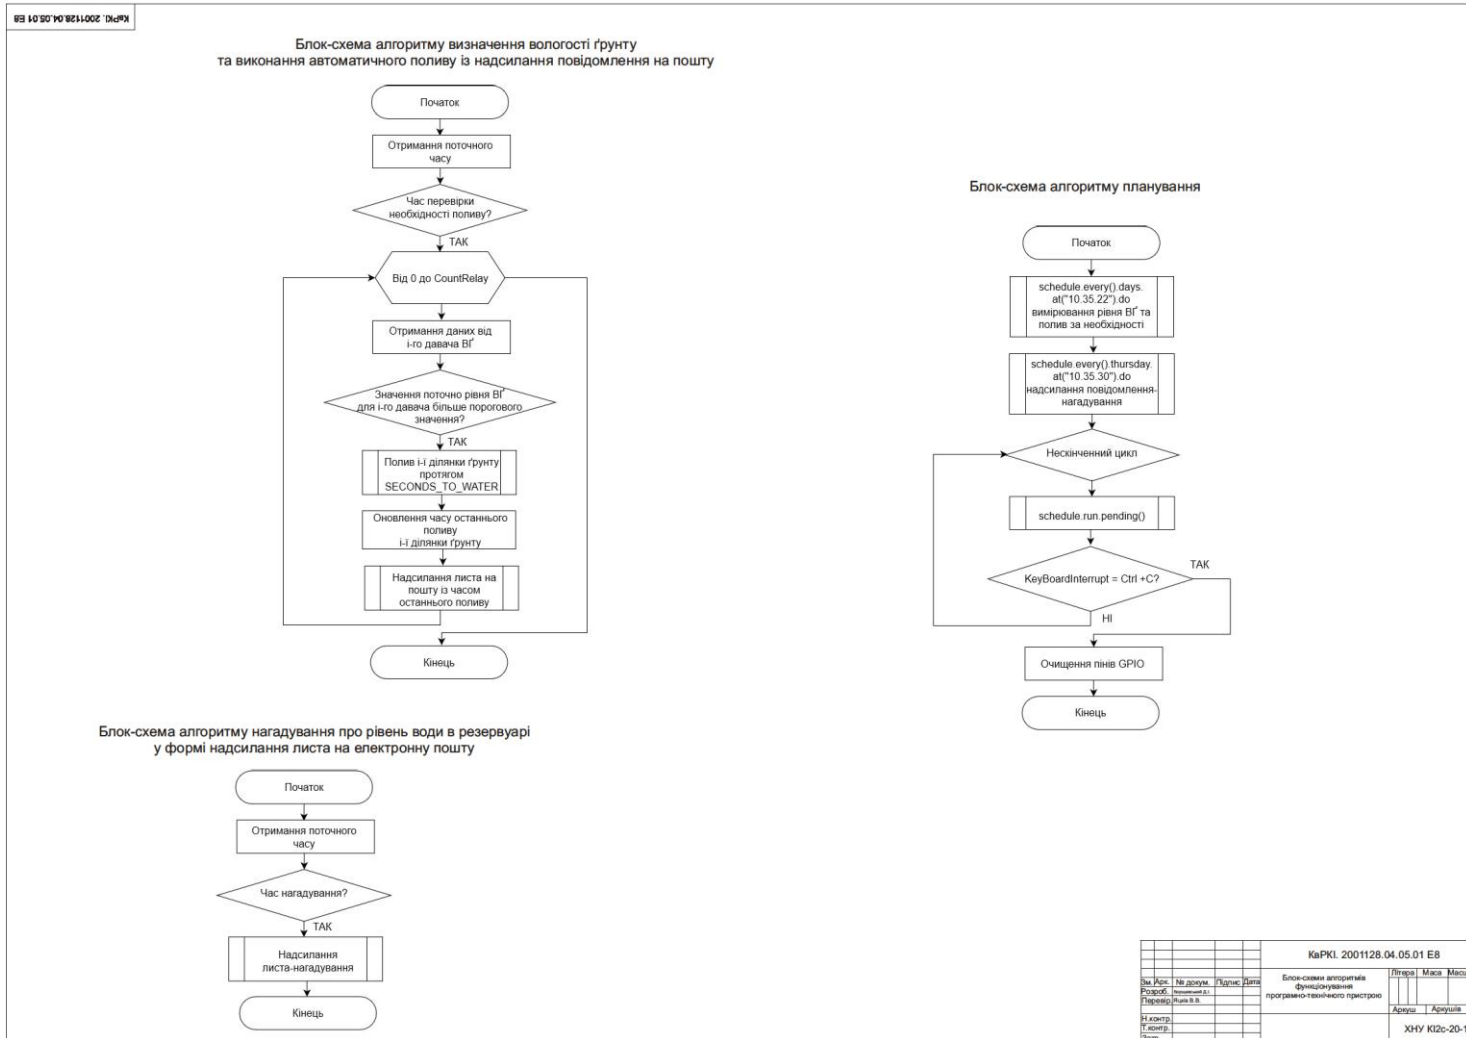 КаРКІ. 2001128.04.05.01 Е8
Блок-схема алгоритму визначення вологості ґрунту
та виконання автоматичного поливу із надсилання повідомлення на пошту
Початок
Отримання поточного
часу
Час перевірки
необхідності поливу?
ТАК
Від 0 до CountRelay
Отримання даних від
і-го давача ВҐ
Значення поточно рівня ВҐ
для і-го давача більше порогового
значення?
ТАК
Полив і-ї ділянки ґрунту
протягом
SECONDS_TO_WATER
Оновлення часу останнього
поливу
і-ї ділянки ґрунту
Надсилання листа на
пошту із часом
останнього поливу
Кінець
Блок-схема алгоритму планування
Початок
schedule.every().days.
at("10.35.22").do
вимірювання рівня ВҐ та
полив за необхідності
schedule.every().thursday.
at("10.35.30").do
надсилання повідомлення-
нагадування
Нескінченний цикл
schedule.run.pending()
KeyBoardInterrupt = Ctrl +C?
ТАК
НІ
Очищення пінів GPIO
Кінець
Блок-схема алгоритму нагадування про рівень води в резервуарі
у формі надсилання листа на електронну пошту
Початок
Отримання поточного
часу
Час нагадування?
ТАК
Надсилання
листа-нагадування
Кінець
КаРКІ. 2001128.04.05.01 Е8
Блок-схеми алгоритмів
функціонування
програмно-технічного пристрою
Літера Маса
Зм. Арк. № докум. Підпис Дата
Розроб.
Перевір.
Аркуш Аркушів
Н.контр.
Т.контр.
ХНУ КІ2с-20-1